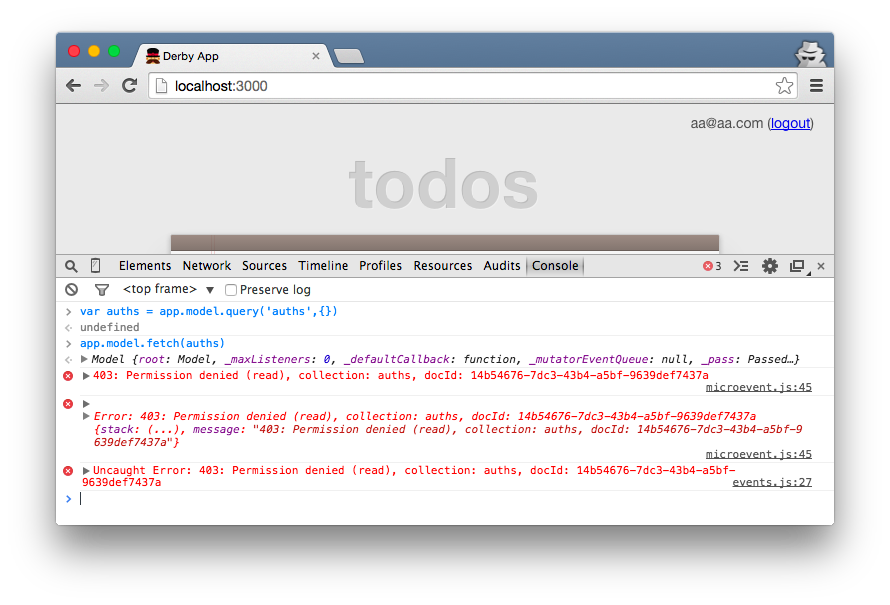 Derby App
localhost:3000
aa@aa.com (logout)
todos
Elements Network Sources Timeline Profiles Resources Audits Console 3
<top frame> Preserve log
var auths = app.model.query('auths',{})
undefined
app.model.fetch(auths)
Model {root: Model, _maxListeners: 0, _defaultCallback: function, _mutatorEventQueue: null, _pass: Passed…}
403: Permission denied (read), collection: auths, docId: 14b54676-7dc3-43b4-a5bf-9639def7437a
microevent.js:45
Error: 403: Permission denied (read), collection: auths, docId: 14b54676-7dc3-43b4-a5bf-9639def7437a
{stack: (...), message: "403: Permission denied (read), collection: auths, docId: 14b54676-7dc3-43b4-a5bf-9
639def7437a"}
microevent.js:45
Uncaught Error: 403: Permission denied (read), collection: auths, docId: 14b54676-7dc3-43b4-a5bf-
9639def7437a events.js:27